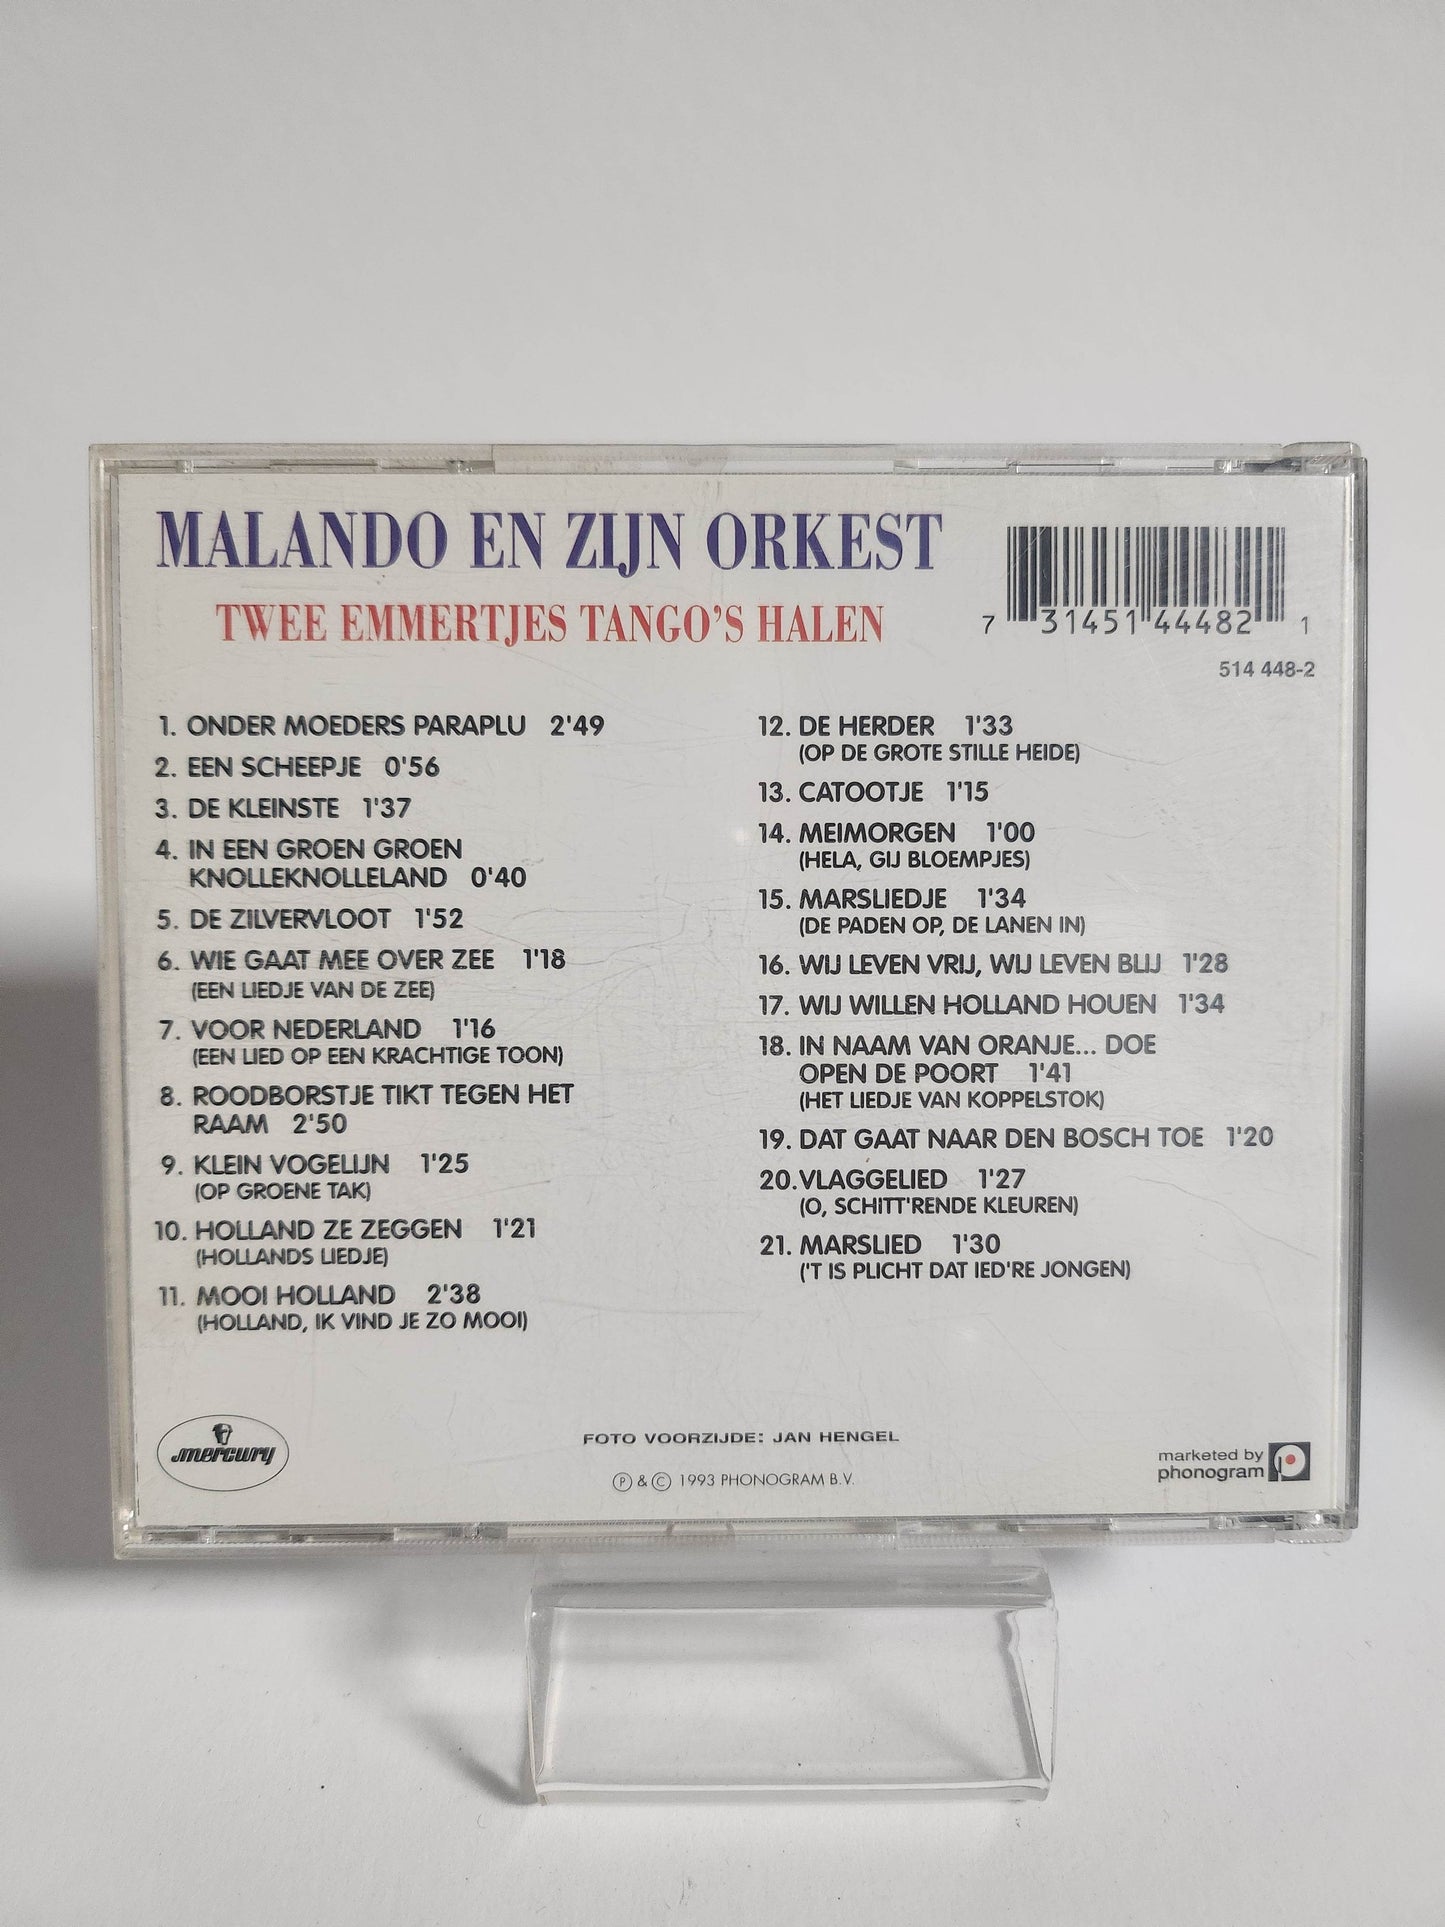 MALANDO EN ZIJN ORKEST
TWEE EMMERTJES TANGO'S HALEN
7 31451 44482 1
514 448-2
1. ONDER MOEDERS PARAPLU 2'49
2. EEN SCHEEPJE 0'56
3. DE KLEINSTE 1'37
4. IN EEN GROEN GROEN
KNOLLEKNOLLELAND 0'40
5. DE ZILVERVLOOT 1'52
6. WIE GAAT MEE OVER ZEE 1'18
(EEN LIEDJE VAN DE ZEE)
7. VOOR NEDERLAND 1'16
(EEN LIED OP EEN KRACHTIGE TOON)
8. ROODBORSTJE TIKT TEGEN HET
RAAM 2'50
9. KLEIN VOGELIJN 1'25
(OP GROENE TAK)
10. HOLLAND ZE ZEGGEN 1'21
(HOLLANDS LIEDJE)
11. MOOI HOLLAND 2'38
(HOLLAND, IK VIND JE ZO MOOI)
12. DE HERDER 1'33
(OP DE GROTE STILLE HEIDE)
13. CATOOTJE 1'15
14. MEIMORGEN 1'00
(HELA, GIJ BLOEMPJES)
15. MARSLIEDJE 1'34
(DE PADEN OP, DE LANEN IN)
16. WIJ LEVEN VRIJ, WIJ LEVEN BLIJ 1'28
17. WIJ WILLEN HOLLAND HOUEN 1'34
18. IN NAAM VAN ORANJE... DOE
OPEN DE POORT 1'41
(HET LIEDJE VAN KOPPELSTOK)
19. DAT GAAT NAAR DEN BOSCH TOE 1'20
20. VLAGGELIED 1'27
(O, SCHITT'RENDE KLEUREN)
21. MARSLIED 1'30
('T IS PLICHT DAT IED'RE JONGEN)
mercury
FOTO VOORZIJDE: JAN HENGEL
Ⓟ & © 1993 PHONOGRAM B.V.
marketed by
phonogram